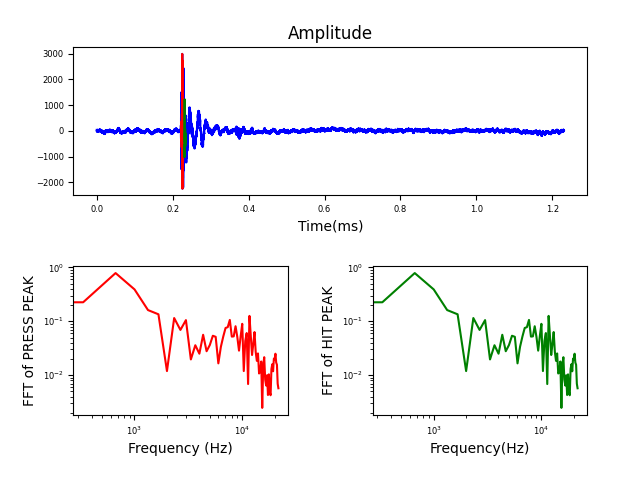 Amplitude
3000
2000
1000
0
−1000
−2000
0.0 0.2 0.4 0.6 0.8 1.0 1.2
Time(ms)
FFT of PRESS PEAK
10⁰
10⁻¹
10⁻²
10³ 10⁴
Frequency (Hz)
FFT of HIT PEAK
10⁰
10⁻¹
10⁻²
10³ 10⁴
Frequency(Hz)